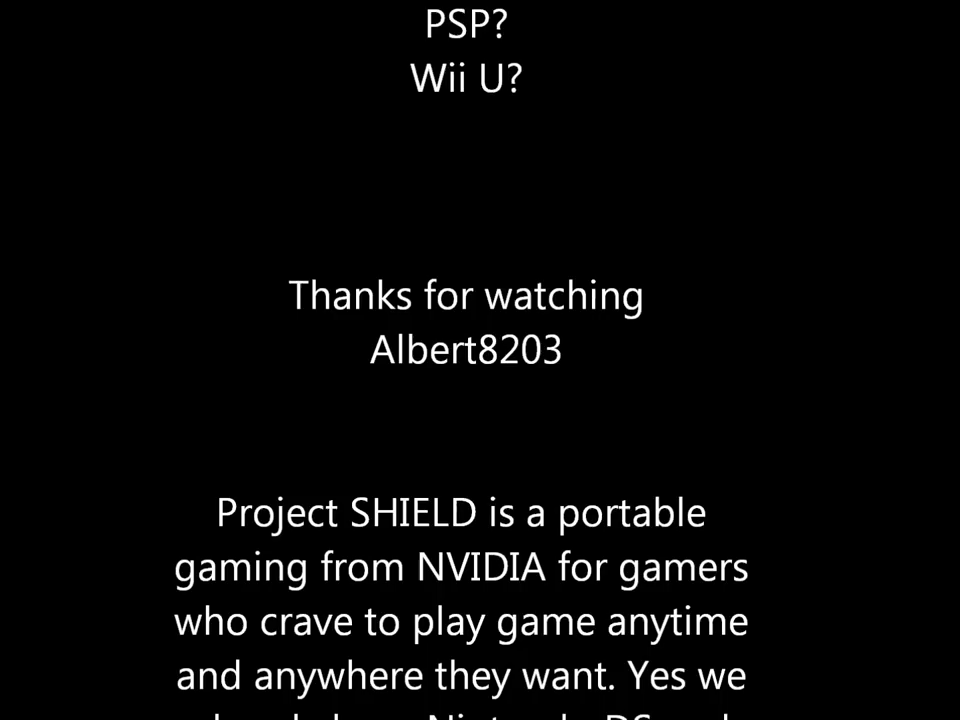 PSP?
Wii U?
Thanks for watching
Albert8203
Project SHIELD is a portable
gaming from NVIDIA for gamers
who crave to play game anytime
and anywhere they want. Yes we